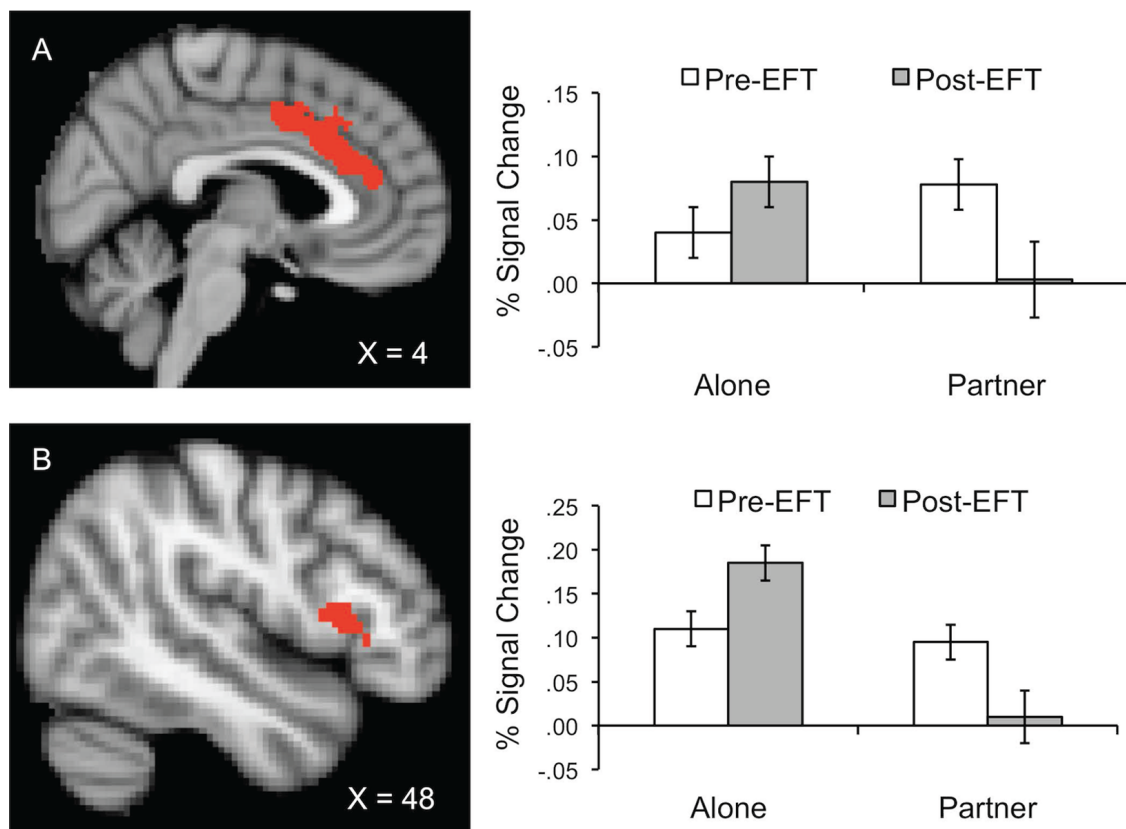 A
X = 4
Pre-EFT Post-EFT
% Signal Change
.15
.10
.05
.00
-.05
Alone Partner
B
X = 48
Pre-EFT Post-EFT
% Signal Change
.25
.20
.15
.10
.05
.00
-.05
Alone Partner